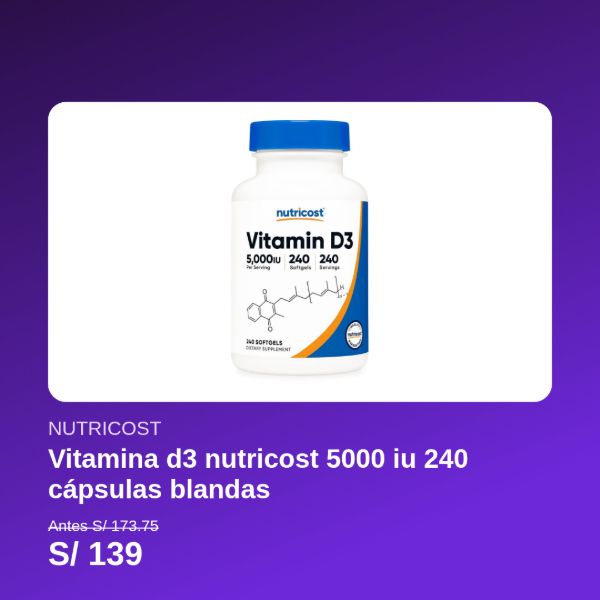 nutricost
Vitamin D3
5,000IU 240 240
Per Serving Softgels Servings
240 SOFTGELS
DIETARY SUPPLEMENT
nutricost
NUTRICOST
Vitamina d3 nutricost 5000 iu 240
cápsulas blandas
Antes S/ 173.75
S/ 139